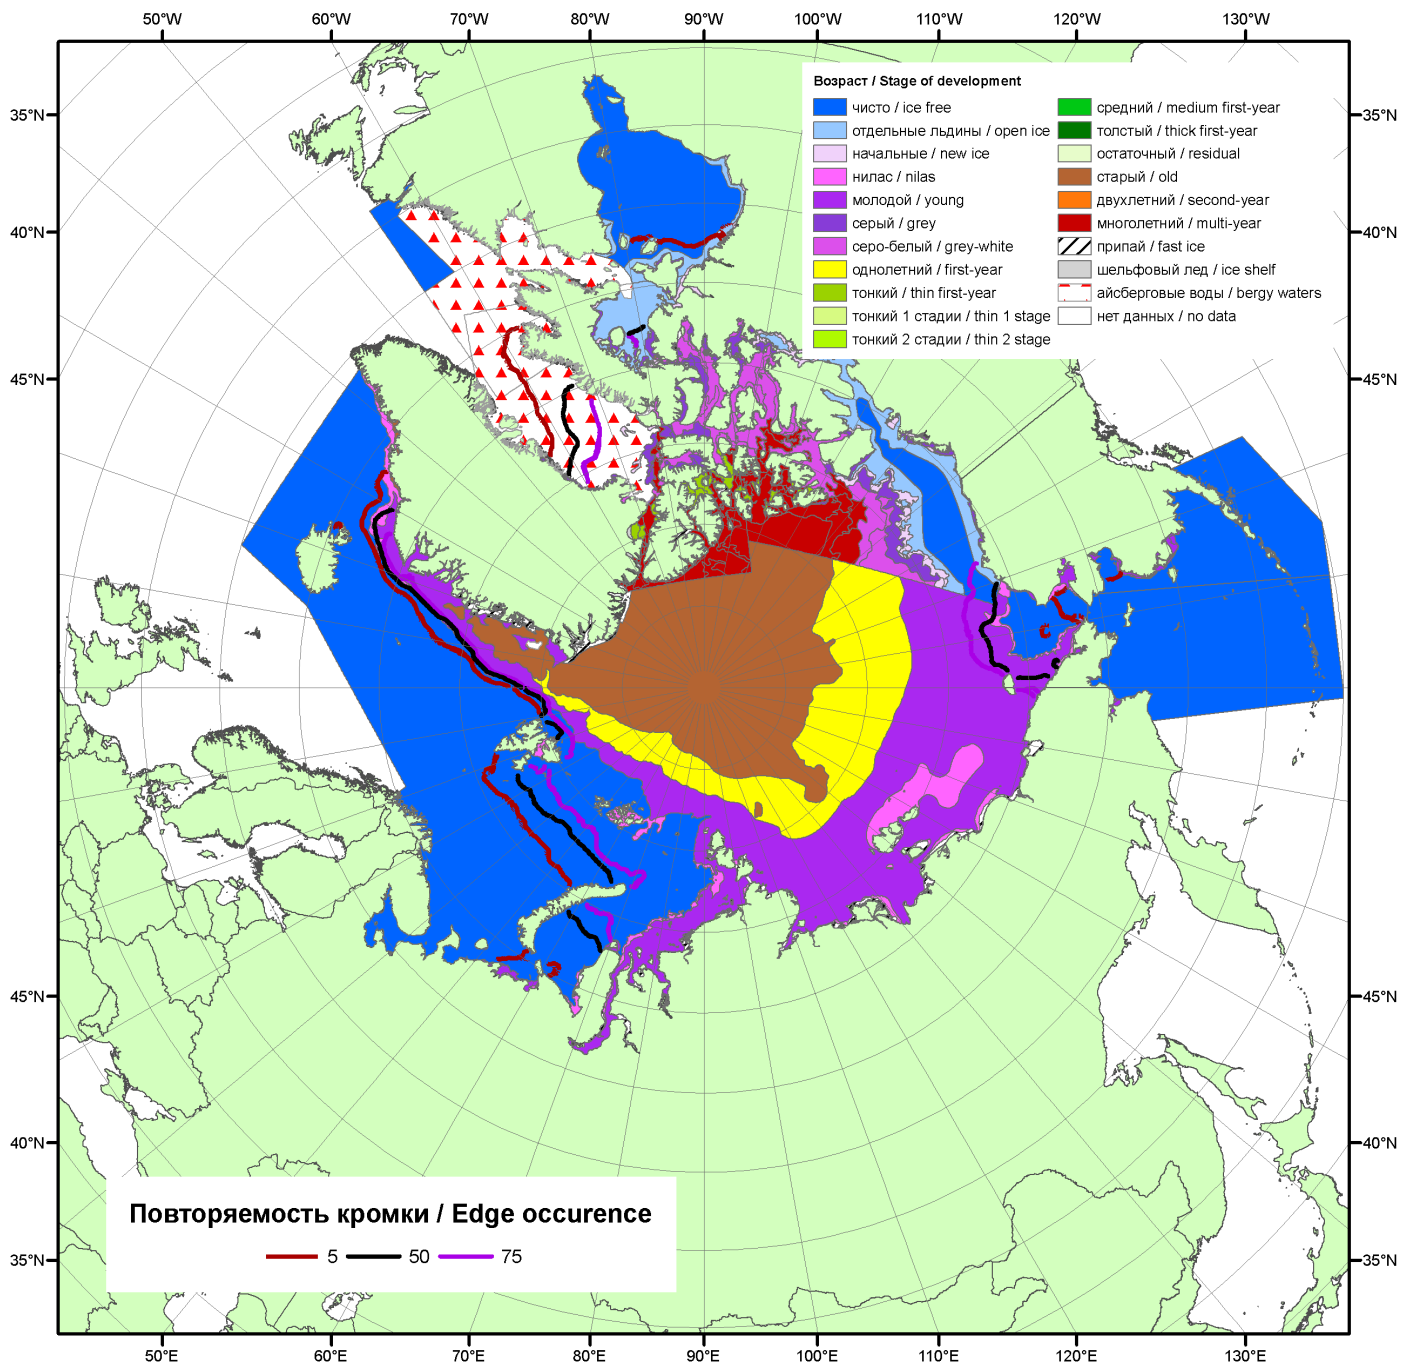 50°W 60°W 70°W 80°W 90°W 100°W 110°W 120°W 130°W
Возраст / Stage of development
чисто / ice free
отдельные льдины / open ice
начальные / new ice
нилас / nilas
молодой / young
серый / grey
серо-белый / grey-white
однолетний / first-year
тонкий / thin first-year
тонкий 1 стадии / thin 1 stage
тонкий 2 стадии / thin 2 stage
средний / medium first-year
толстый / thick first-year
остаточный / residual
старый / old
двухлетний / second-year
многолетний / multi-year
припай / fast ice
шельфовый лед / ice shelf
айсберговые воды / bergy waters
нет данных / no data
35°N 35°N
40°N 40°N
45°N 45°N
45°N 45°N
40°N 40°N
35°N 35°N
Повторяемость кромки / Edge occurence
5 50 75
50°E 60°E 70°E 80°E 90°E 100°E 110°E 120°E 130°E